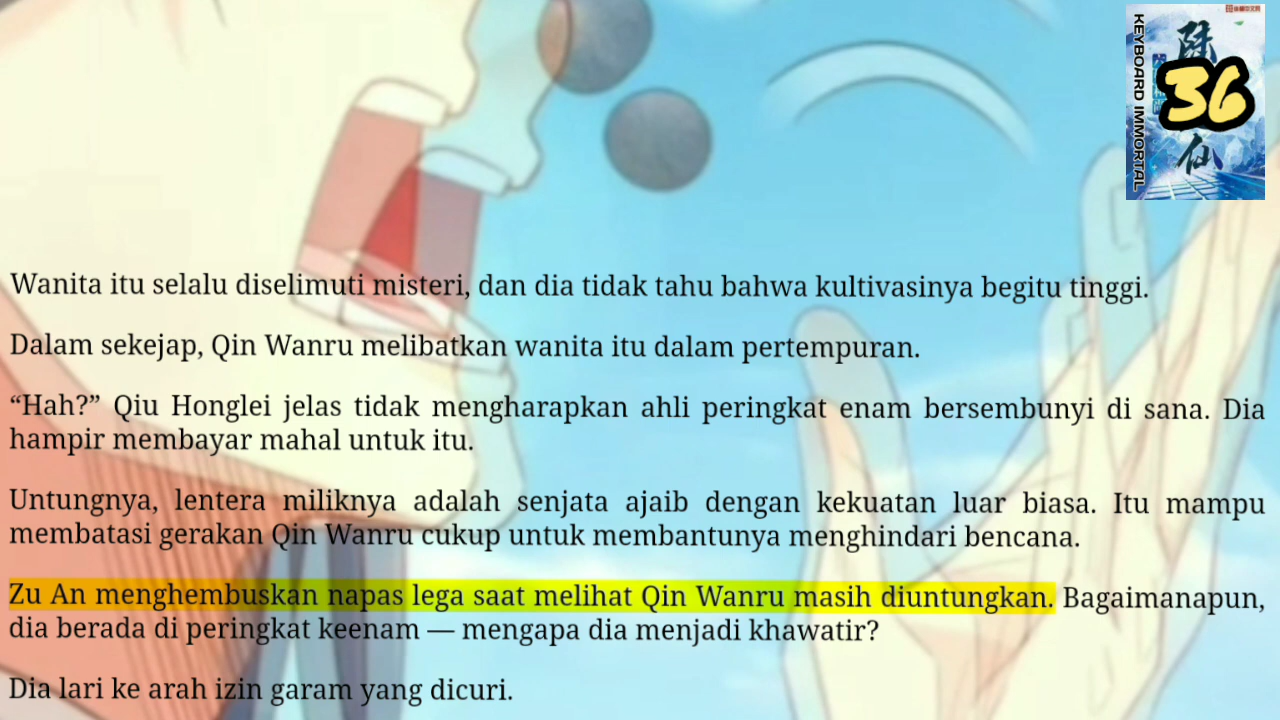 KEYBOARD IMMORTAL
36
仙
Wanita itu selalu diselimuti misteri, dan dia tidak tahu bahwa kultivasinya begitu tinggi.
Dalam sekejap, Qin Wanru melibatkan wanita itu dalam pertempuran.
“Hah?” Qiu Honglei jelas tidak mengharapkan ahli peringkat enam bersembunyi di sana. Dia
hampir membayar mahal untuk itu.
Untungnya, lentera miliknya adalah senjata ajaib dengan kekuatan luar biasa. Itu mampu
membatasi gerakan Qin Wanru cukup untuk membantunya menghindari bencana.
Zu An menghembuskan napas lega saat melihat Qin Wanru masih diuntungkan. Bagaimanapun,
dia berada di peringkat keenam — mengapa dia menjadi khawatir?
Dia lari ke arah izin garam yang dicuri.